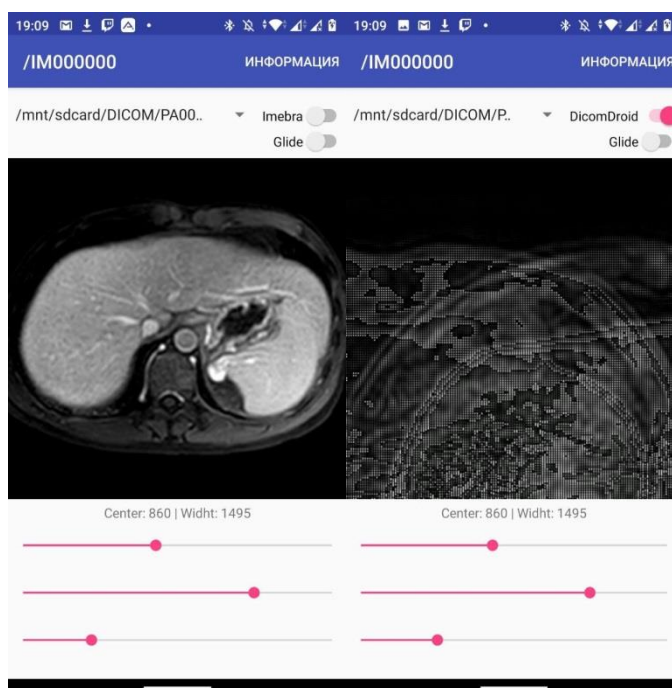 19:09
/IM000000
ИНФОРМАЦИЯ
/mnt/sdcard/DICOM/PA00..
Imebra
Glide
Center: 860 | Widht: 1495
19:09
/IM000000
ИНФОРМАЦИЯ
/mnt/sdcard/DICOM/P..
DicomDroid
Glide
Center: 860 | Widht: 1495